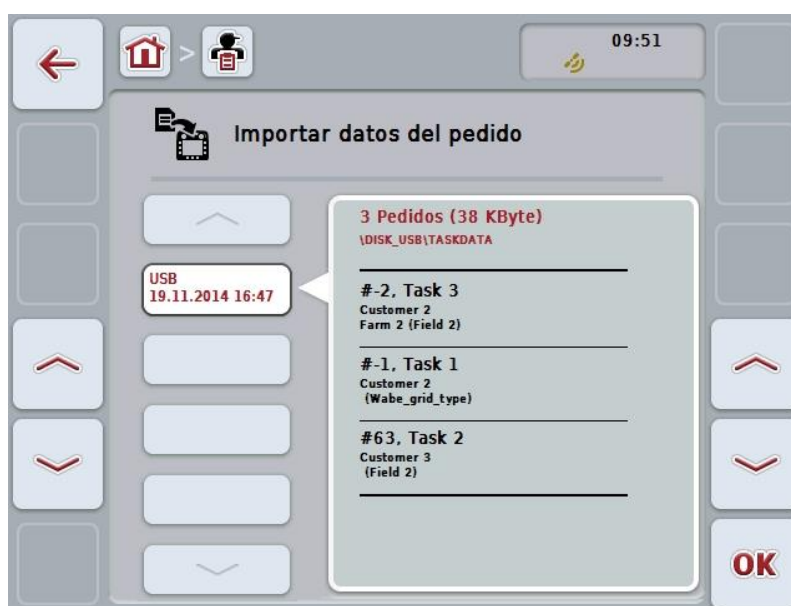 09:51
Importar datos del pedido
USB
19.11.2014 16:47
3 Pedidos (38 KByte)
\DISK_USB\TASKDATA
#-2, Task 3
Customer 2
Farm 2 (Field 2)
#-1, Task 1
Customer 2
(Wabe_grid_type)
#63, Task 2
Customer 3
(Field 2)
OK